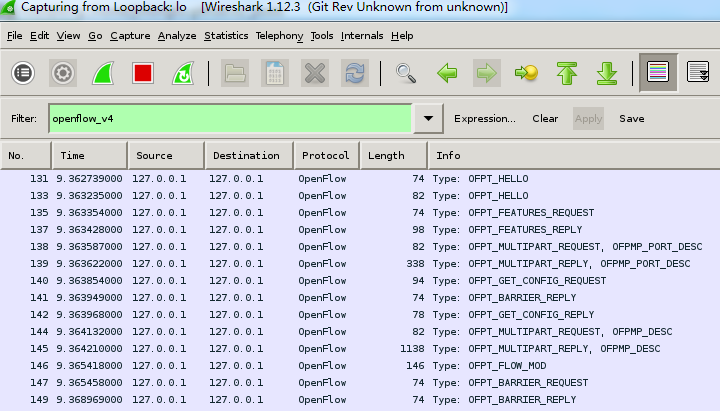 Capturing from Loopback: lo [Wireshark 1.12.3 (Git Rev Unknown from unknown)]
File Edit View Go Capture Analyze Statistics Telephony Tools Internals Help
Filter: openflow_v4 Expression... Clear Apply Save
No. Time Source Destination Protocol Length Info
131 9.362739000 127.0.0.1 127.0.0.1 OpenFlow 74 Type: OFPT_HELLO
133 9.363235000 127.0.0.1 127.0.0.1 OpenFlow 82 Type: OFPT_HELLO
135 9.363354000 127.0.0.1 127.0.0.1 OpenFlow 74 Type: OFPT_FEATURES_REQUEST
137 9.363428000 127.0.0.1 127.0.0.1 OpenFlow 98 Type: OFPT_FEATURES_REPLY
138 9.363587000 127.0.0.1 127.0.0.1 OpenFlow 82 Type: OFPT_MULTIPART_REQUEST, OFPMP_PORT_DESC
139 9.363622000 127.0.0.1 127.0.0.1 OpenFlow 338 Type: OFPT_MULTIPART_REPLY, OFPMP_PORT_DESC
140 9.363854000 127.0.0.1 127.0.0.1 OpenFlow 94 Type: OFPT_GET_CONFIG_REQUEST
141 9.363949000 127.0.0.1 127.0.0.1 OpenFlow 74 Type: OFPT_BARRIER_REPLY
142 9.363968000 127.0.0.1 127.0.0.1 OpenFlow 78 Type: OFPT_GET_CONFIG_REPLY
144 9.364132000 127.0.0.1 127.0.0.1 OpenFlow 82 Type: OFPT_MULTIPART_REQUEST, OFPMP_DESC
145 9.364210000 127.0.0.1 127.0.0.1 OpenFlow 1138 Type: OFPT_MULTIPART_REPLY, OFPMP_DESC
146 9.365418000 127.0.0.1 127.0.0.1 OpenFlow 146 Type: OFPT_FLOW_MOD
147 9.365458000 127.0.0.1 127.0.0.1 OpenFlow 74 Type: OFPT_BARRIER_REQUEST
149 9.368969000 127.0.0.1 127.0.0.1 OpenFlow 74 Type: OFPT_BARRIER_REPLY